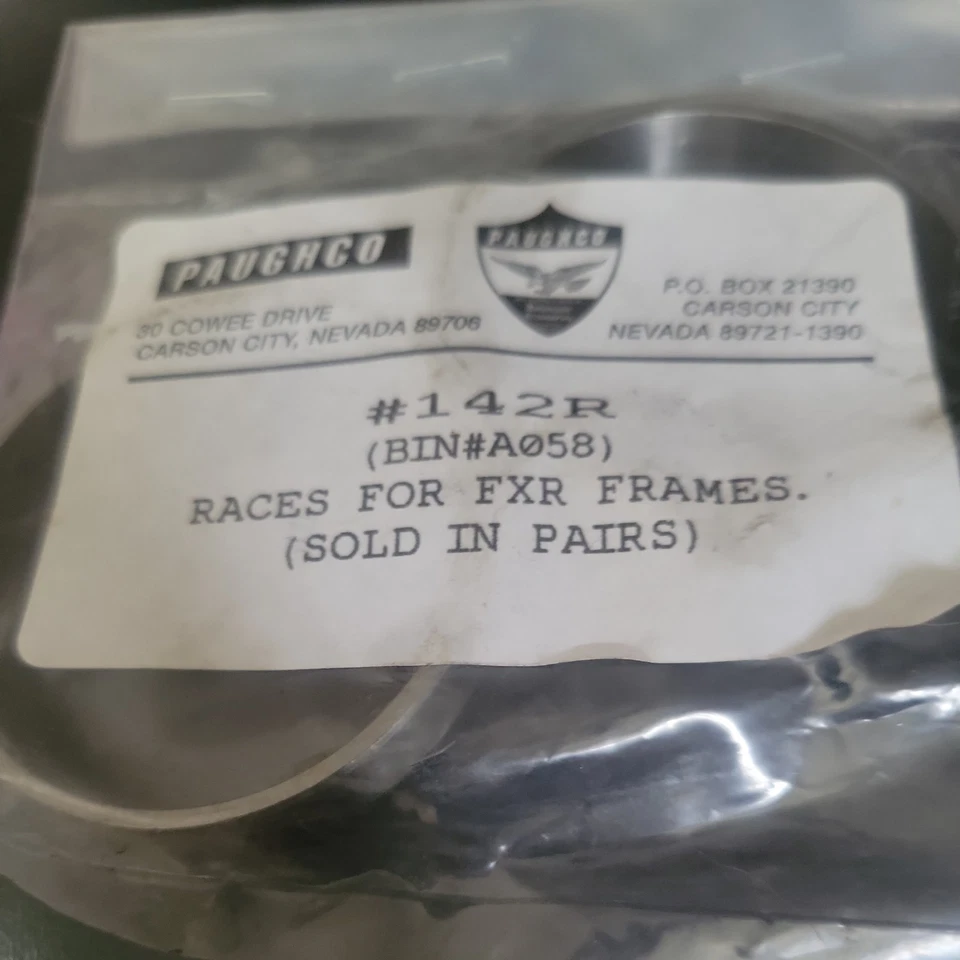 PAUGHCO
30 COWEE DRIVE
CARSON CITY, NEVADA 89706
PAUGHCO
P.O. BOX 21390
CARSON CITY
NEVADA 89721-1390
#142R
(BIN#A058)
RACES FOR FXR FRAMES.
(SOLD IN PAIRS)